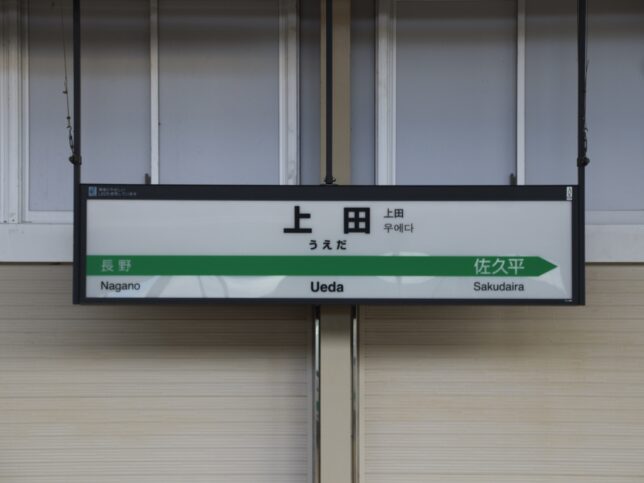 上田
上田
우에다
うえだ
長野
佐久平
Nagano
Ueda
Sakudaira